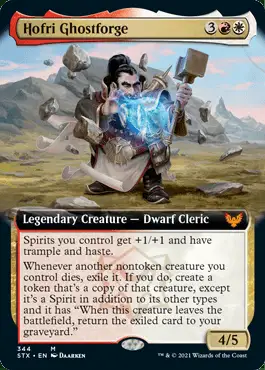 Hofri Ghostforge 3
Legendary Creature — Dwarf Cleric
Spirits you control get +1/+1 and have
trample and haste.
Whenever another nontoken creature you
control dies, exile it. If you do, create a
token that's a copy of that creature, except
it's a Spirit in addition to its other types
and it has "When this creature leaves the
battlefield, return the exiled card to your
graveyard."
4/5
344 M
STX • EN DAARKEN
™ & © 2021 Wizards of the Coast